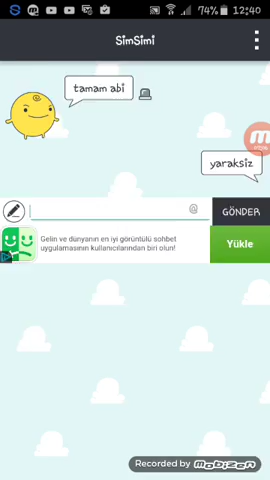 74% 12:40
SimSimi
tamam abi
yaraksiz
@ GÖNDER
Gelin ve dünyanın en iyi görüntülü sohbet
uygulamasının kullanıcılarından biri olun!
Yükle
Recorded by mobizen